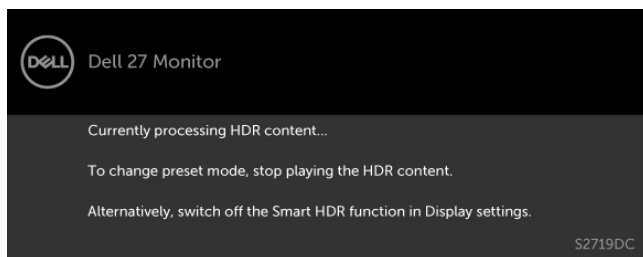 DELL
Dell 27 Monitor
Currently processing HDR content...
To change preset mode, stop playing the HDR content.
Alternatively, switch off the Smart HDR function in Display settings.
S2719DC